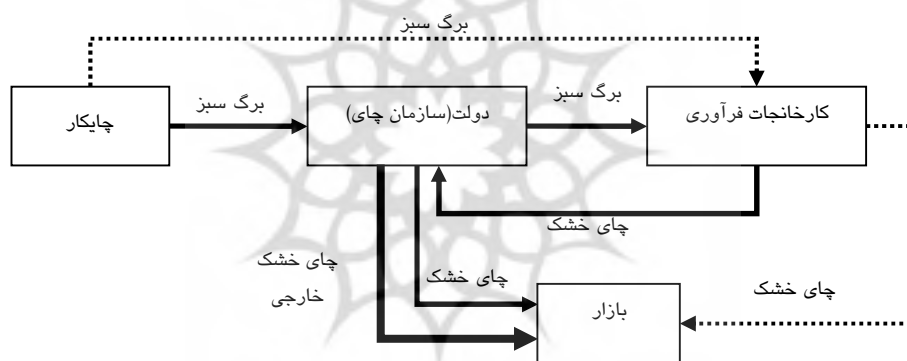 برگ سبز
چایکار
برگ سبز
دولت(سازمان چای)
برگ سبز
کارخانجات فرآوری
چای خشک
چای خشک
خارجی
چای خشک
بازار
چای خشک